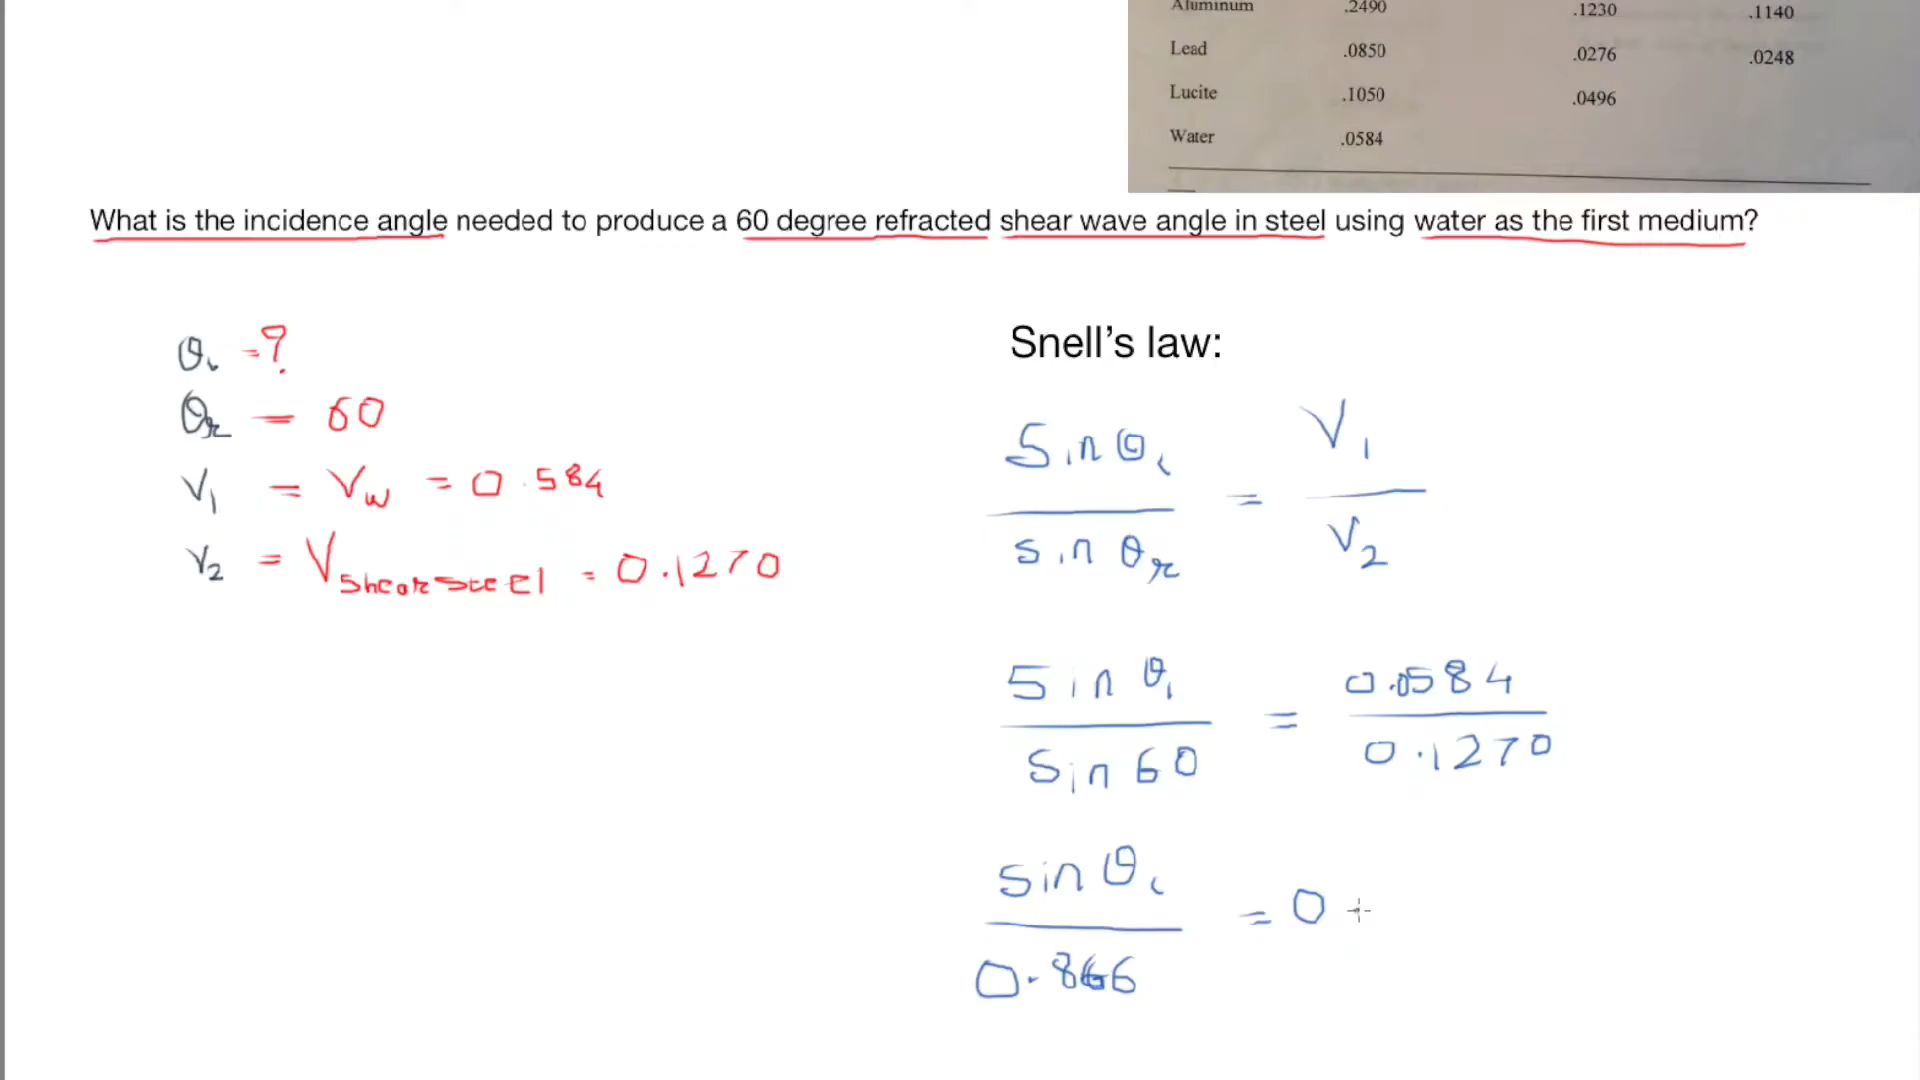 Aluminum .2490 .1230 .1140
Lead .0850 .0276 .0248
Lucite .1050 .0496
Water .0584
What is the incidence angle needed to produce a 60 degree refracted shear wave angle in steel using water as the first medium?
θi = ?
θr = 60
V1 = Vw = 0.584
V2 = Vshear steel = 0.1270
Snell's law:
Sin θi / sin θr = V1 / V2
Sin θi / Sin 60 = 0.0584 / 0.1270
sin θi / 0.866 = 0